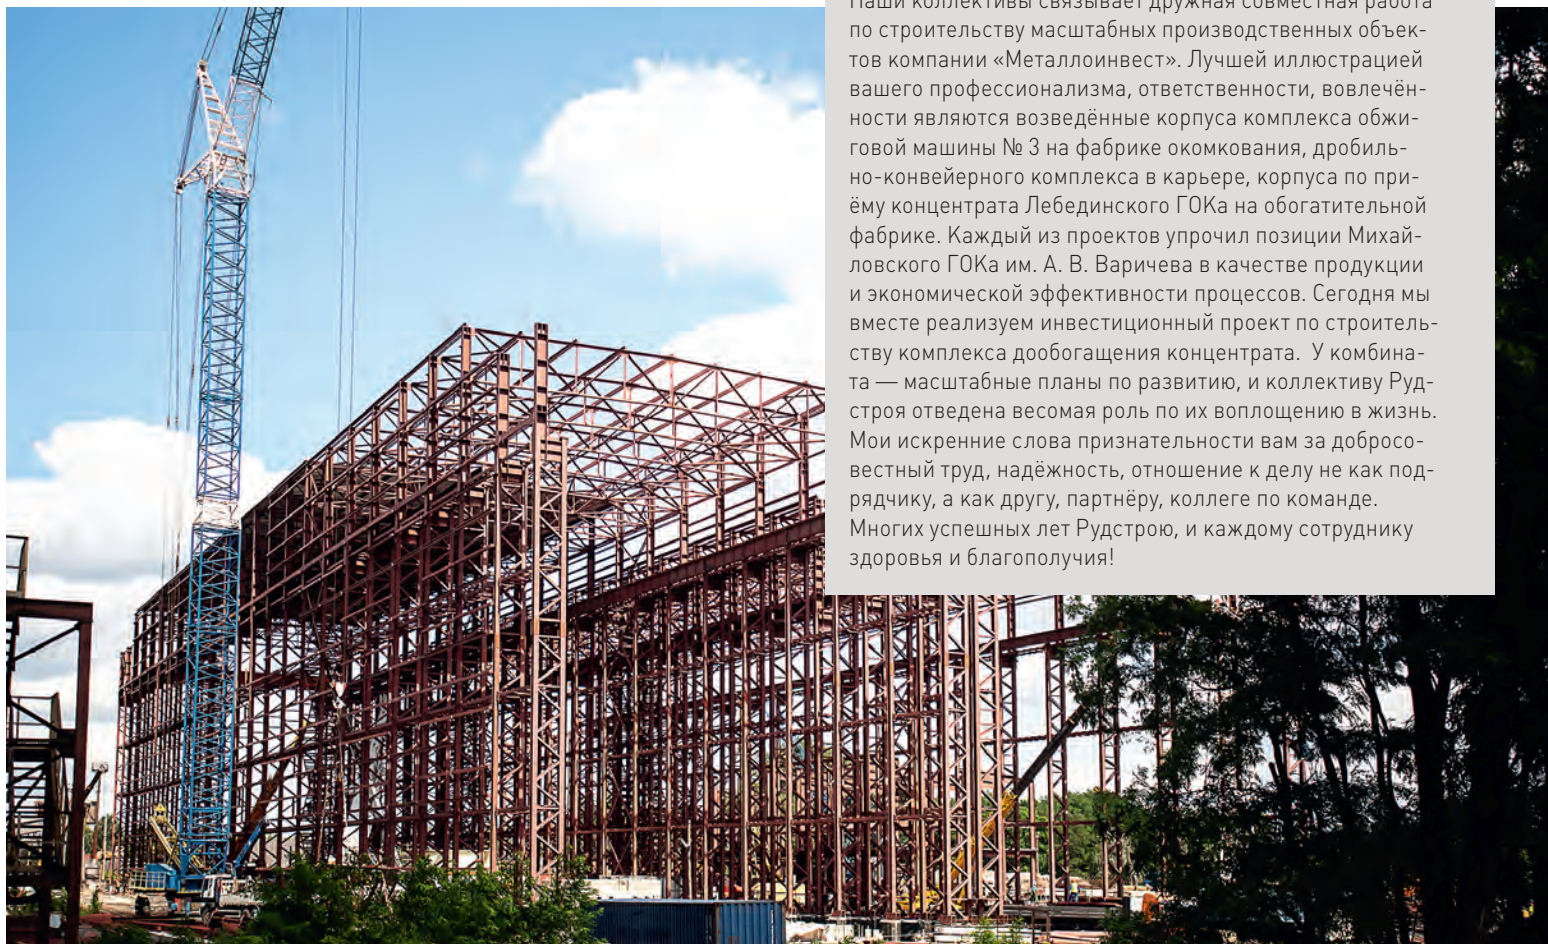 Наши коллективы связывает дружная совместная работа
по строительству масштабных производственных объек-
тов компании «Металлоинвест». Лучшей иллюстрацией
вашего профессионализма, ответственности, вовлечён-
ности являются возведённые корпуса комплекса обжи-
говой машины № 3 на фабрике окомкования, дробиль-
но-конвейерного комплекса в карьере, корпуса по при-
ёму концентрата Лебединского ГОКа на обогатительной
фабрике. Каждый из проектов упрочил позиции Михай-
ловского ГОКа им. А. В. Варичева в качестве продукции
и экономической эффективности процессов. Сегодня мы
вместе реализуем инвестиционный проект по строитель-
ству комплекса дообогащения концентрата. У комбина-
та — масштабные планы по развитию, и коллективу Руд-
строя отведена весомая роль по их воплощению в жизнь.
Мои искренние слова признательности вам за добросо-
вестный труд, надёжность, отношение к делу не как под-
рядчику, а как другу, партнёру, коллеге по команде.
Многих успешных лет Рудстрою, и каждому сотруднику
здоровья и благополучия!